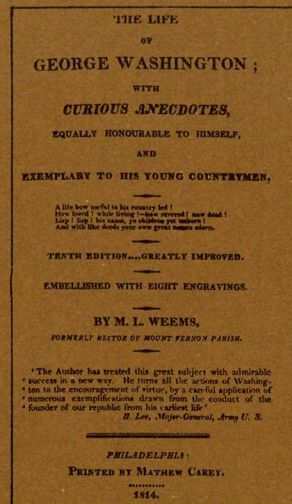 THE LIFE
OF
GEORGE WASHINGTON;
WITH
CURIOUS ANECDOTES,
EQUALLY HONOURABLE TO HIMSELF,
AND
EXEMPLARY TO HIS YOUNG COUNTRYMEN.
A life how useful to his country led!
How loved! while living!—how revered! now dead!
Lisp! lisp! his name, ye children yet unborn!
And with like deeds your own great names adorn.
TENTH EDITION....GREATLY IMPROVED.
EMBELLISHED WITH EIGHT ENGRAVINGS.
BY M. L. WEEMS,
FORMERLY RECTOR OF MOUNT VERNON PARISH.
'The Author has treated this great subject with admirable
' success in a new way. He turns all the actions of Washing-
' ton to the encouragement of virtue, by a careful application of
' numerous exemplifications drawn from the conduct of the
' founder of our republic from his earliest life'
H. Lee, Major-General, Army U. S.
PHILADELPHIA:
PRINTED BY MATHEW CAREY.
1814.